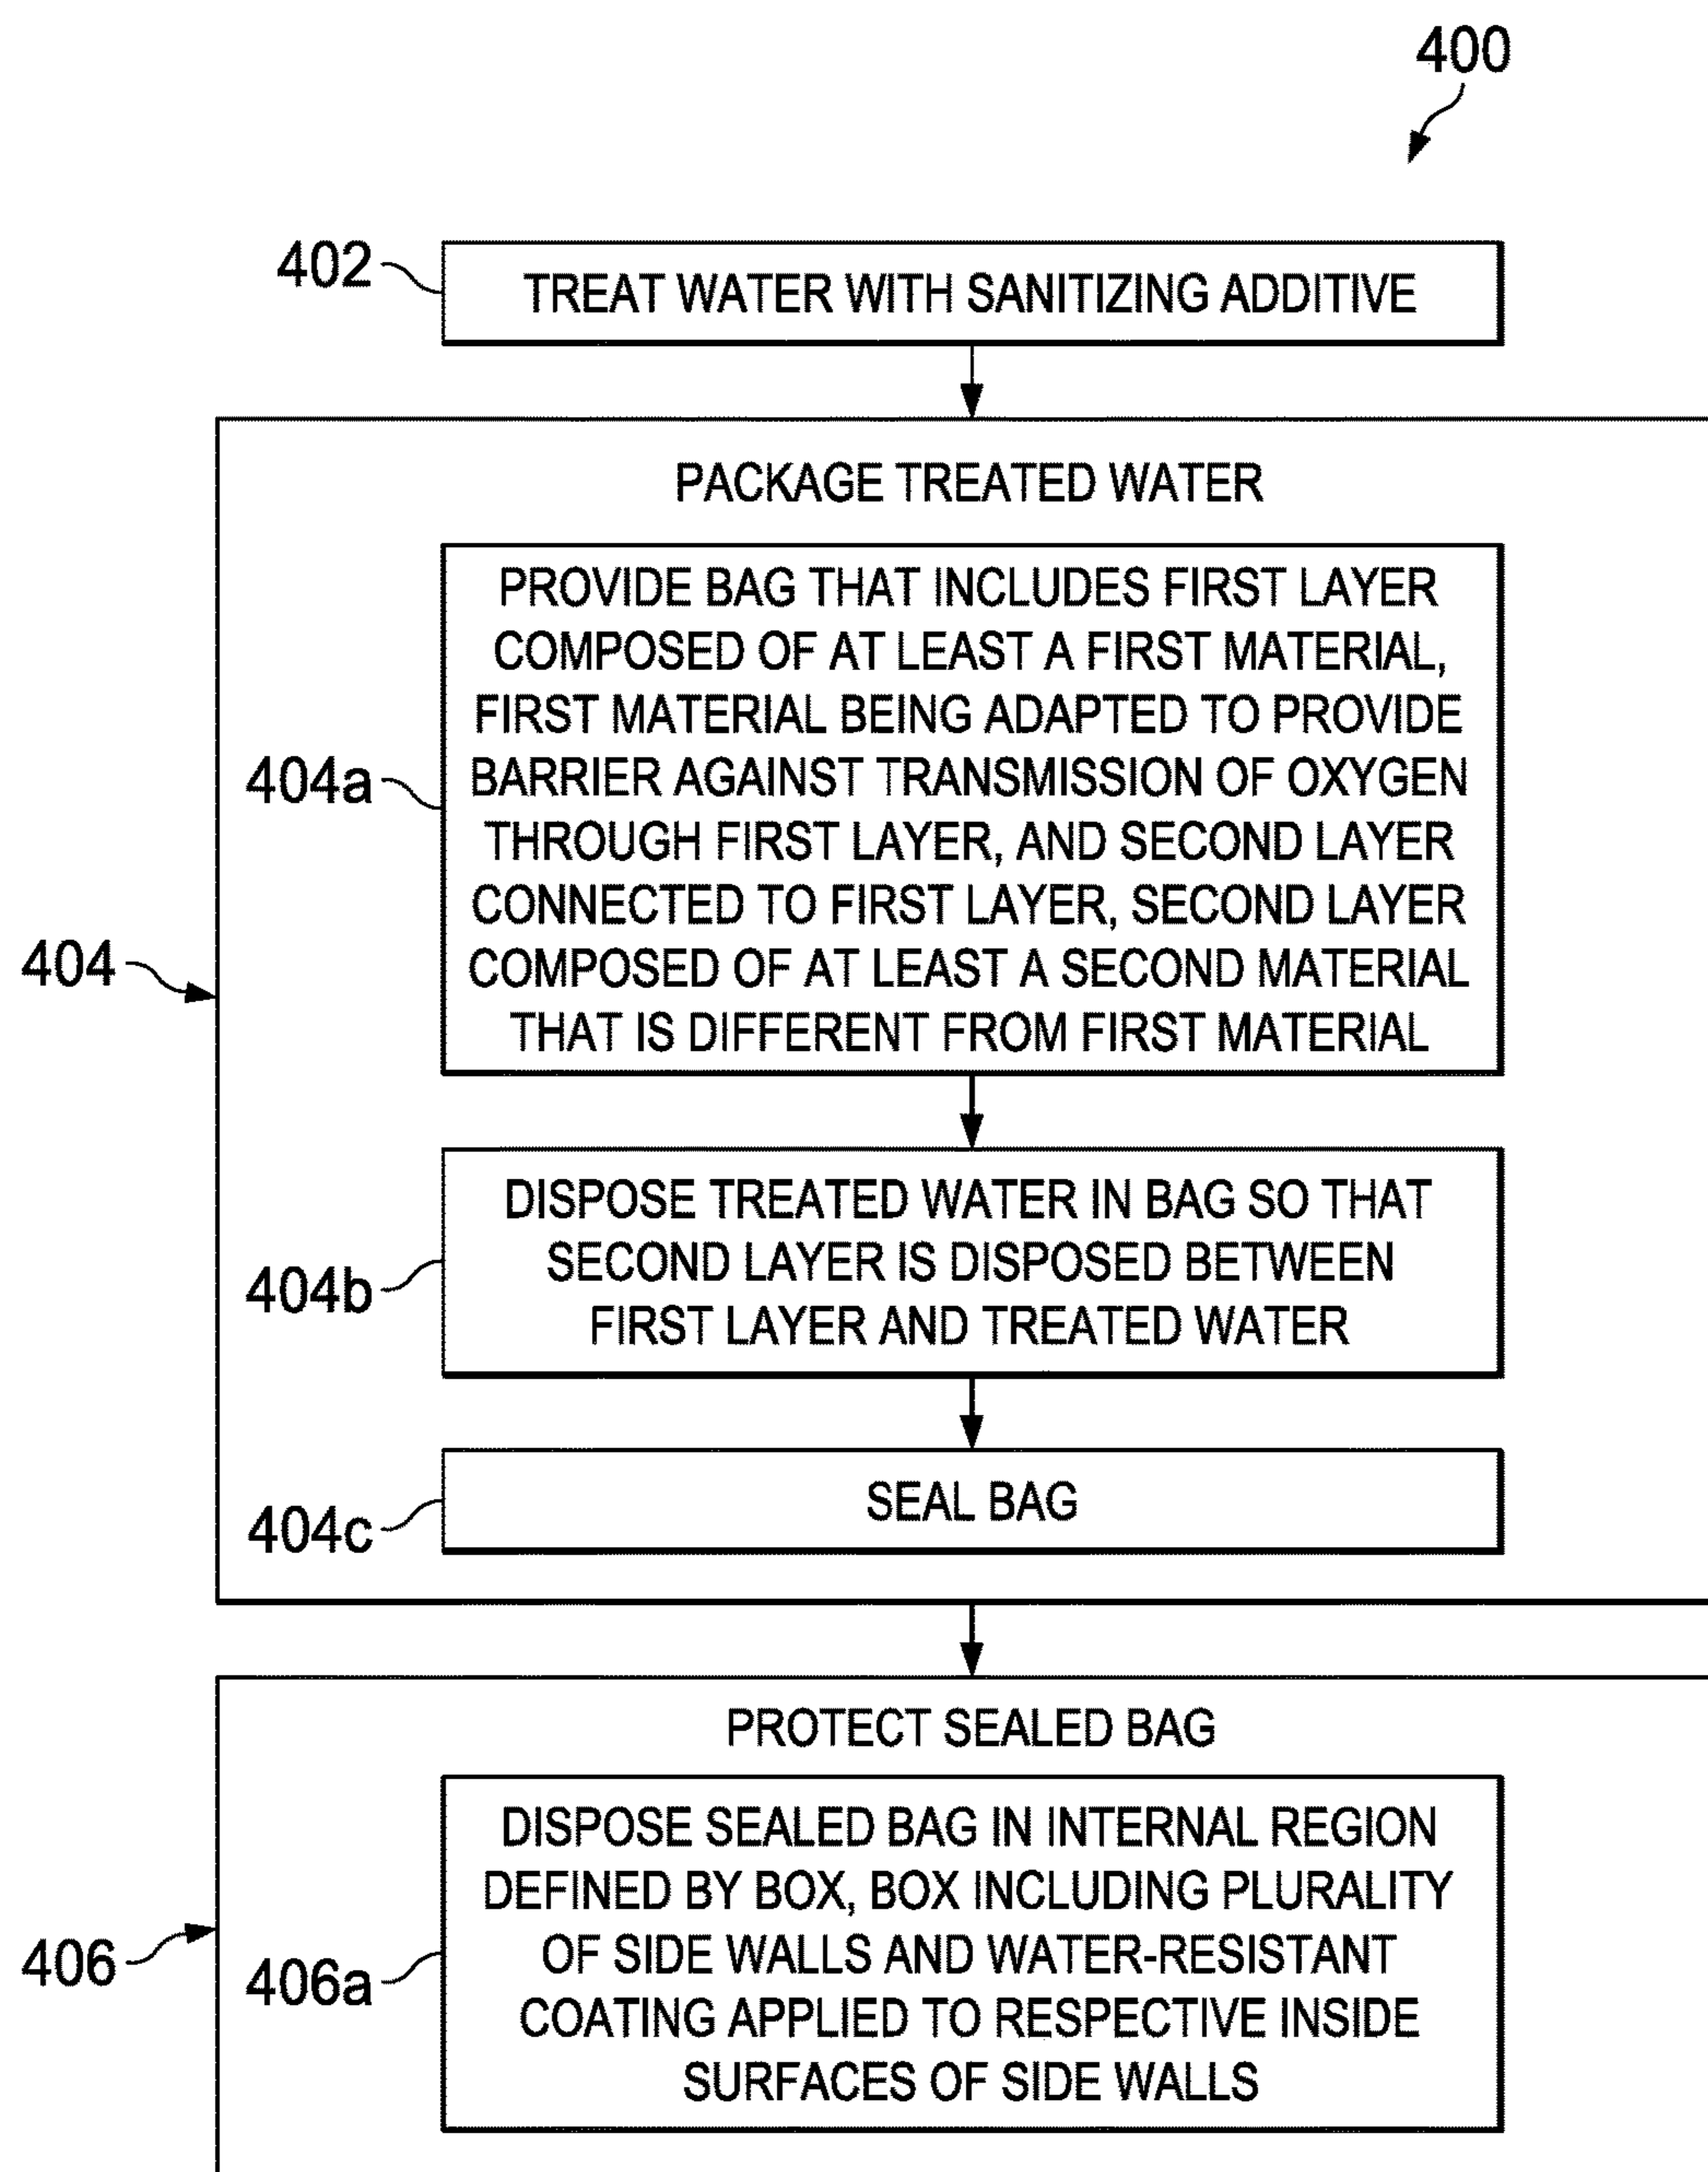 400
402
TREAT WATER WITH SANITIZING ADDITIVE
PACKAGE TREATED WATER
PROVIDE BAG THAT INCLUDES FIRST LAYER
COMPOSED OF AT LEAST A FIRST MATERIAL,
FIRST MATERIAL BEING ADAPTED TO PROVIDE
404a
BARRIER AGAINST TRANSMISSION OF OXYGEN
THROUGH FIRST LAYER, AND SECOND LAYER
CONNECTED TO FIRST LAYER, SECOND LAYER
404
COMPOSED OF AT LEAST A SECOND MATERIAL
THAT IS DIFFERENT FROM FIRST MATERIAL
DISPOSE TREATED WATER IN BAG SO THAT
SECOND LAYER IS DISPOSED BETWEEN
404b
FIRST LAYER AND TREATED WATER
SEAL BAG
404c
PROTECT SEALED BAG
DISPOSE SEALED BAG IN INTERNAL REGION
DEFINED BY BOX, BOX INCLUDING PLURALITY
406
OF SIDE WALLS AND WATER-RESISTANT
406a
COATING APPLIED TO RESPECTIVE INSIDE
SURFACES OF SIDE WALLS